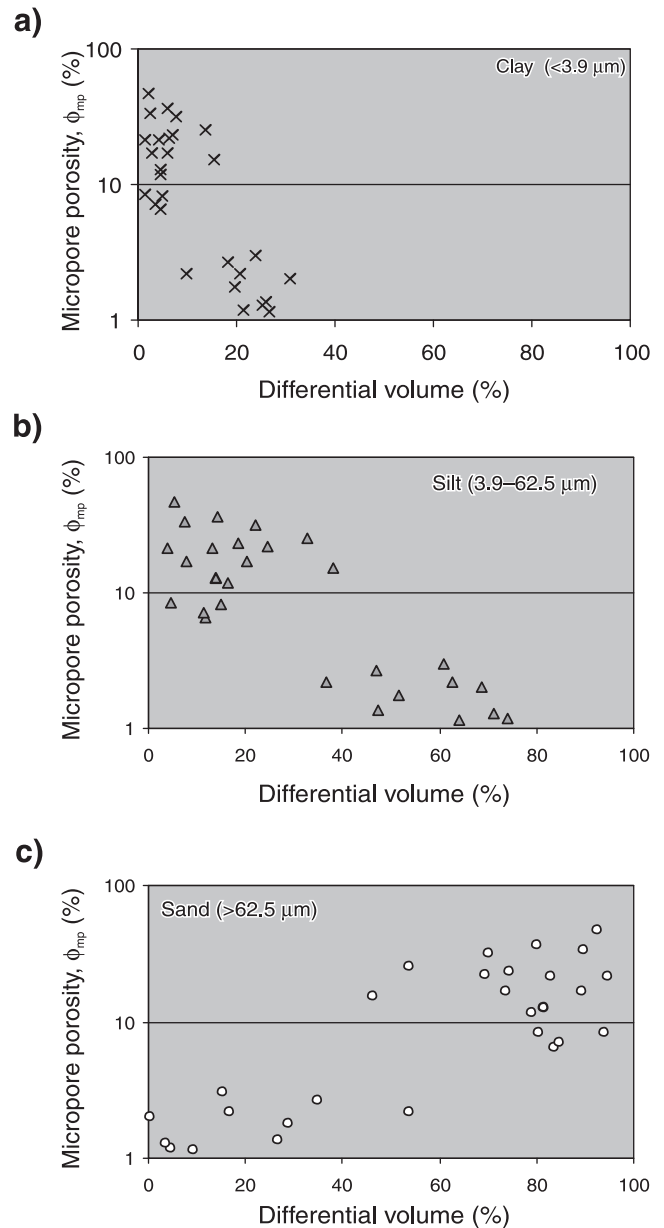 a)
100
10
1
Micropore porosity, ϕmp (%)
Clay (<3.9 μm)
0 20 40 60 80 100
Differential volume (%)
b)
100
10
1
Micropore porosity, ϕmp (%)
Silt (3.9–62.5 μm)
0 20 40 60 80 100
Differential volume (%)
c)
100
10
1
Micropore porosity, ϕmp (%)
Sand (>62.5 μm)
0 20 40 60 80 100
Differential volume (%)